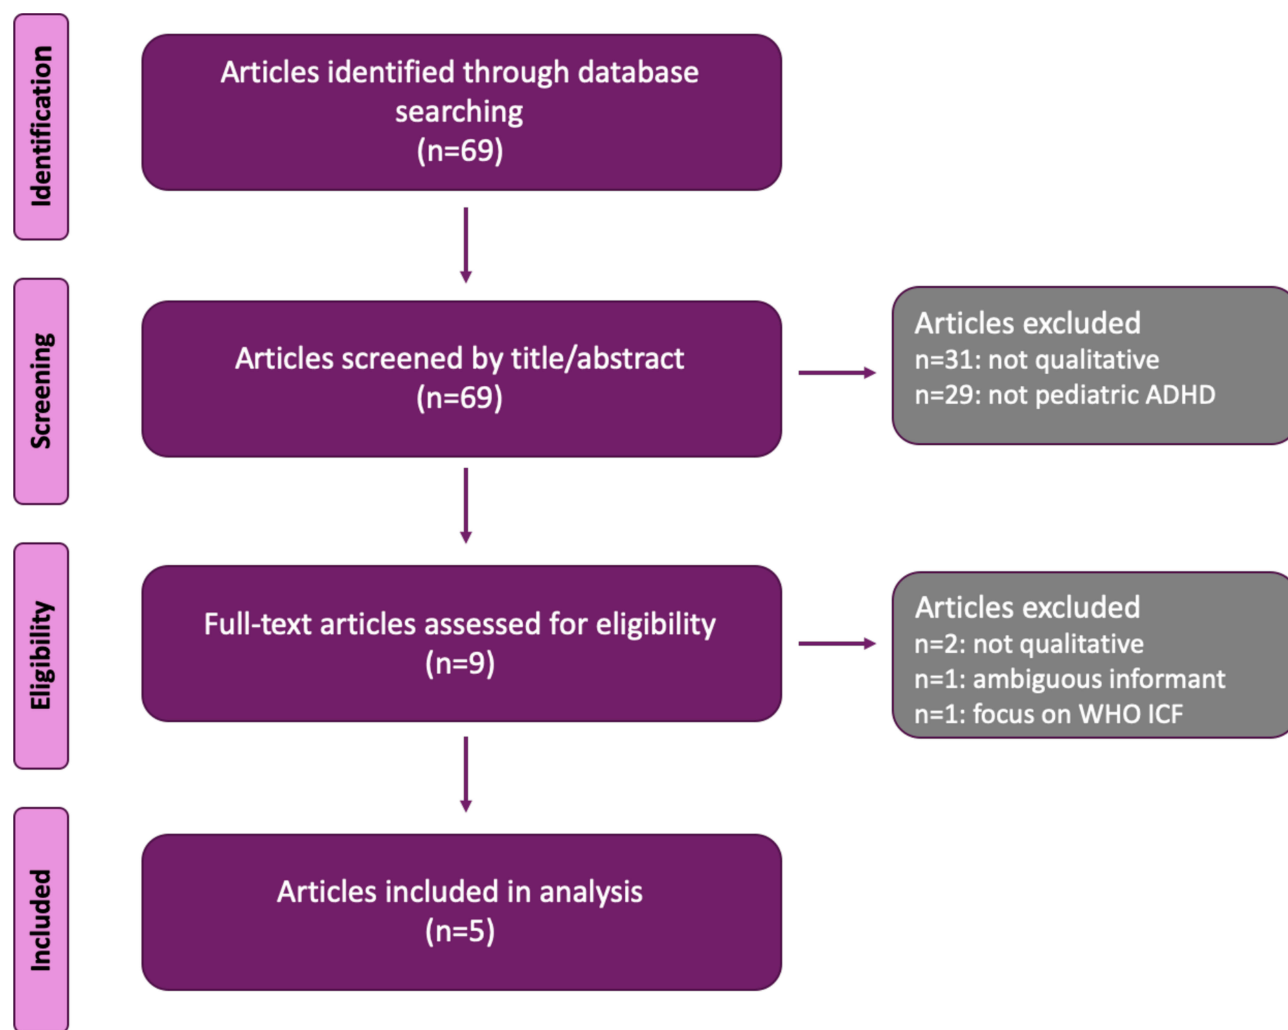 Identification
Articles identified through database
searching
(n=69)
Screening
Articles screened by title/abstract
(n=69)
Articles excluded
n=31: not qualitative
n=29: not pediatric ADHD
Eligibility
Full-text articles assessed for eligibility
(n=9)
Articles excluded
n=2: not qualitative
n=1: ambiguous informant
n=1: focus on WHO ICF
Included
Articles included in analysis
(n=5)